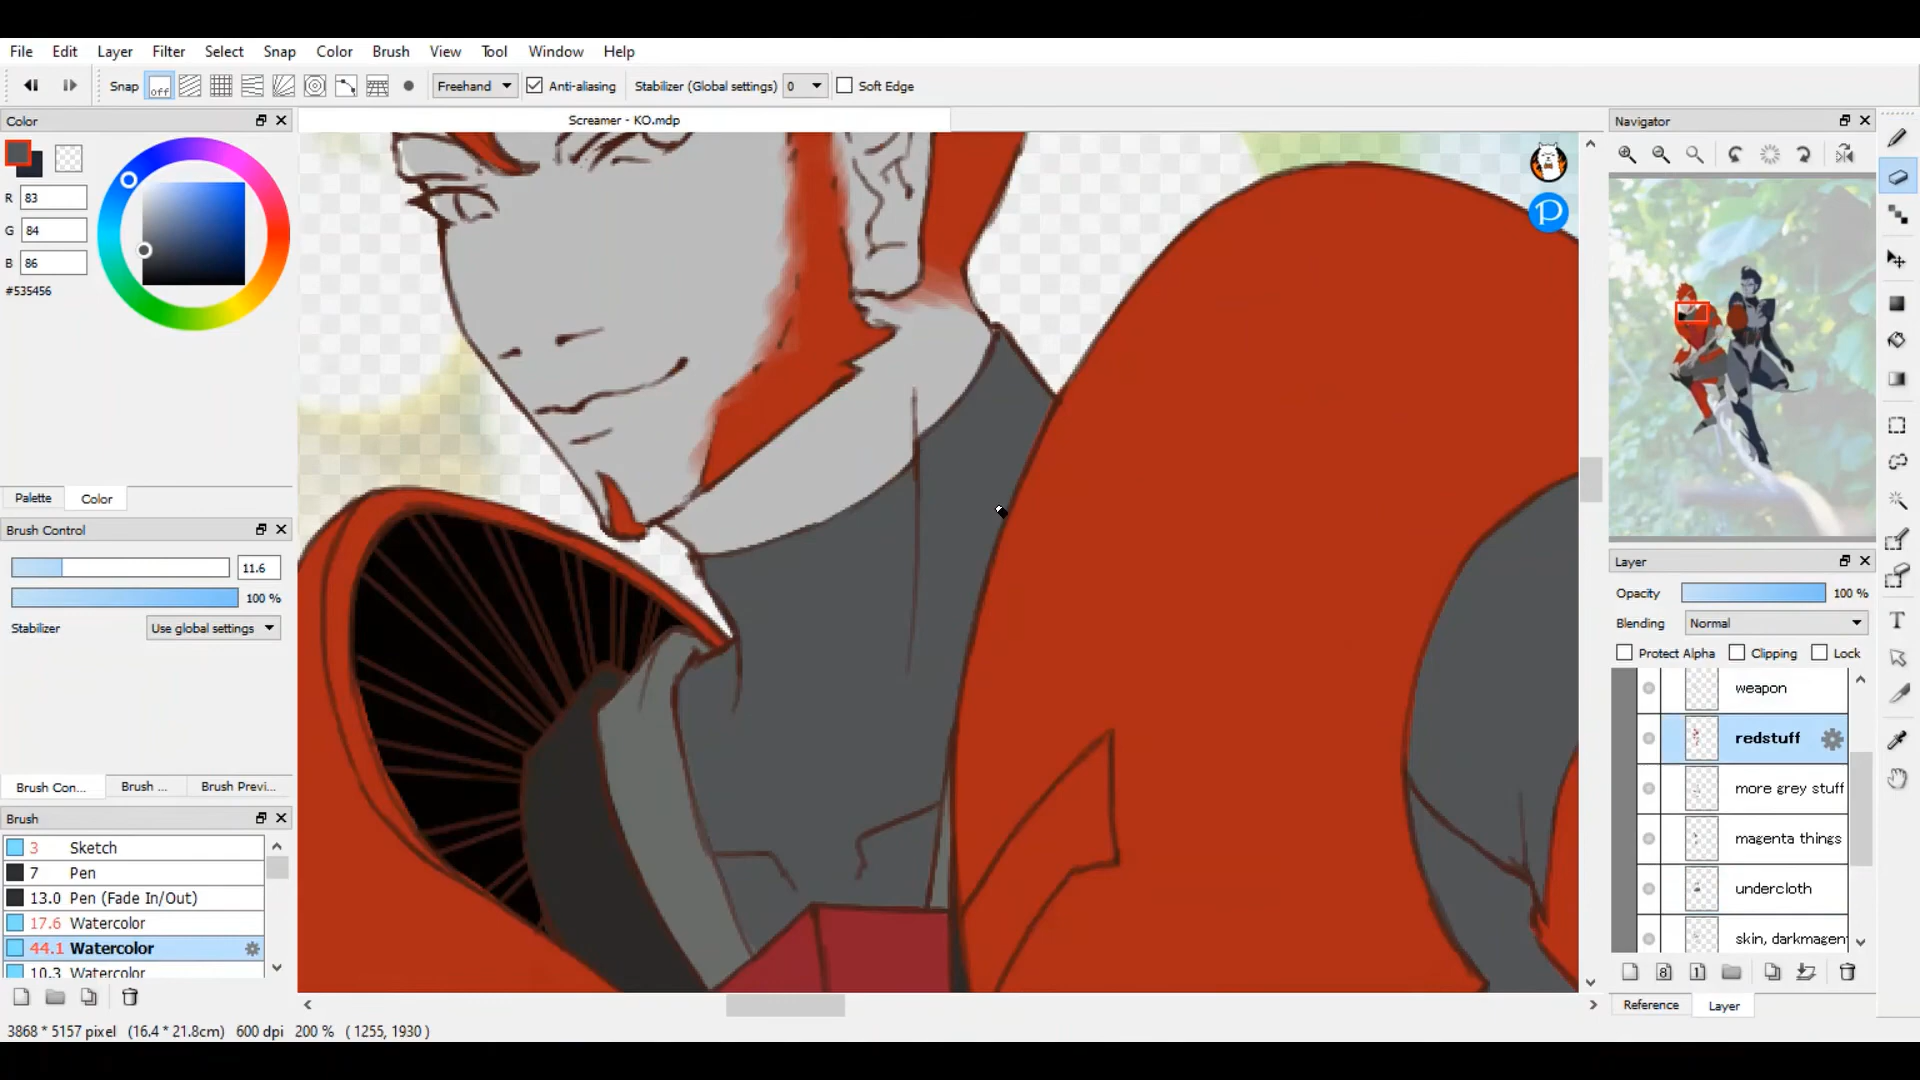 File Edit Layer Filter Select Snap Color Brush View Tool Window Help
Snap off Freehand Anti-aliasing Stabilizer (Global settings) 0 Soft Edge
Color
Screamer - KO.mdp
Navigator
R 83
G 84
B 86
#535456
P
Palette Color
Brush Control
11.6
100 %
Stabilizer Use global settings
Brush Con... Brush ... Brush Previ...
Brush
3 Sketch
7 Pen
13.0 Pen (Fade In/Out)
17.6 Watercolor
44.1 Watercolor
10.3 Watercolor
Layer
Opacity 100 %
Blending Normal
Protect Alpha Clipping Lock
weapon
redstuff
more grey stuff
magenta things
undercloth
skin, darkmagen
8 1
T
Reference Layer
3868 * 5157 pixel (16.4 * 21.8cm) 600 dpi 200 % ( 1255, 1930 )